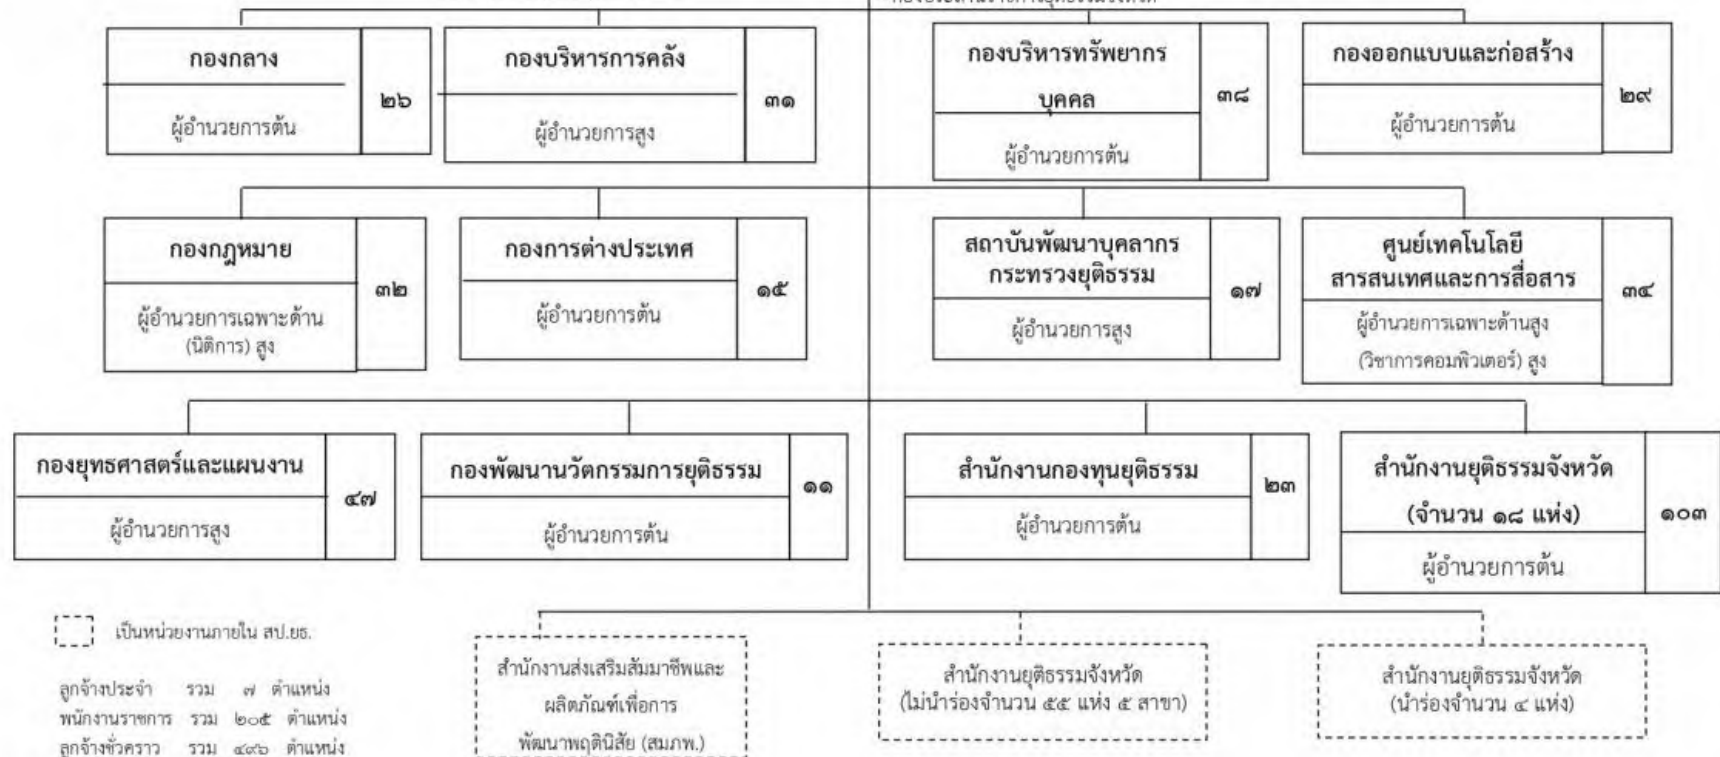 กองกลาง
ผู้อำนวยการต้น
๒๖
กองบริหารการคลัง
ผู้อำนวยการสูง
๓๑
กองบริหารทรัพยากร
บุคคล
ผู้อำนวยการต้น
๓๘
กองออกแบบและก่อสร้าง
ผู้อำนวยการต้น
๒๙
กองกฎหมาย
ผู้อำนวยการเฉพาะด้าน
(นิติการ) สูง
๓๒
กองการต่างประเทศ
ผู้อำนวยการต้น
๑๕
สถาบันพัฒนาบุคลากร
กระทรวงยุติธรรม
ผู้อำนวยการสูง
๑๗
ศูนย์เทคโนโลยี
สารสนเทศและการสื่อสาร
ผู้อำนวยการเฉพาะด้านสูง
(วิชาการคอมพิวเตอร์) สูง
๓๔
กองยุทธศาสตร์และแผนงาน
ผู้อำนวยการสูง
๔๗
กองพัฒนานวัตกรรมการยุติธรรม
ผู้อำนวยการต้น
๑๑
สำนักงานกองทุนยุติธรรม
ผู้อำนวยการต้น
๒๓
สำนักงานยุติธรรมจังหวัด
(จำนวน ๑๘ แห่ง)
ผู้อำนวยการต้น
๑๐๓
เป็นหน่วยงานภายใน สป.ยธ.
ลูกจ้างประจำ รวม ๗ ตำแหน่ง
พนักงานราชการ รวม ๒๐๕ ตำแหน่ง
ลูกจ้างชั่วคราว รวม ๔๙๖ ตำแหน่ง
สำนักงานส่งเสริมสัมมาชีพและ
ผลิตภัณฑ์เพื่อการ
พัฒนาพฤตินิสัย (สมภพ.)
สำนักงานยุติธรรมจังหวัด
(ไม่นำร่องจำนวน ๕๕ แห่ง ๕ สาขา)
สำนักงานยุติธรรมจังหวัด
(นำร่องจำนวน ๔ แห่ง)